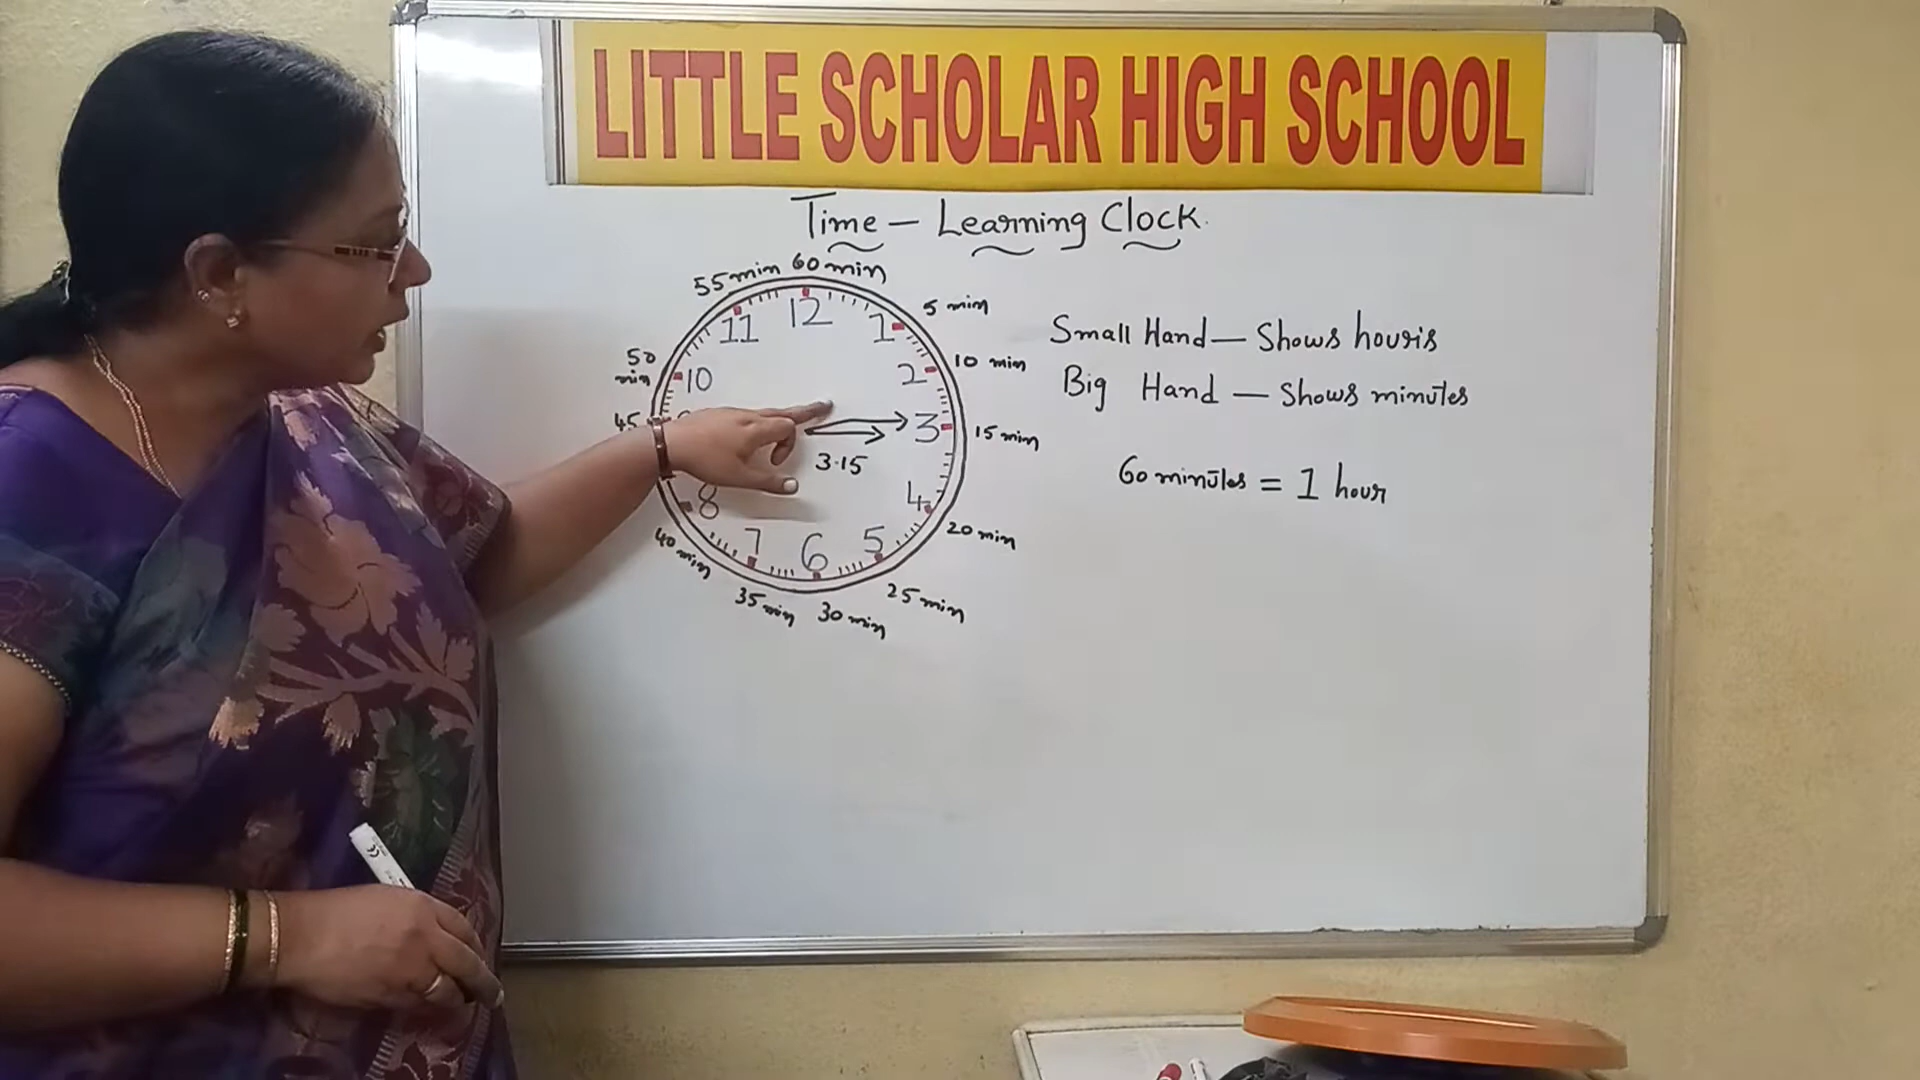 LITTLE SCHOLAR HIGH SCHOOL
Time - Learning Clock.
55 min 60 min
5 min
10 min
15 min
20 min
25 min
30 min
35 min
40 min
45
50 min
12
1
2
3
4
5
6
7
8
10
11
3.15
Small Hand - Shows hours
Big Hand - Shows minutes
60 minutes = 1 hour